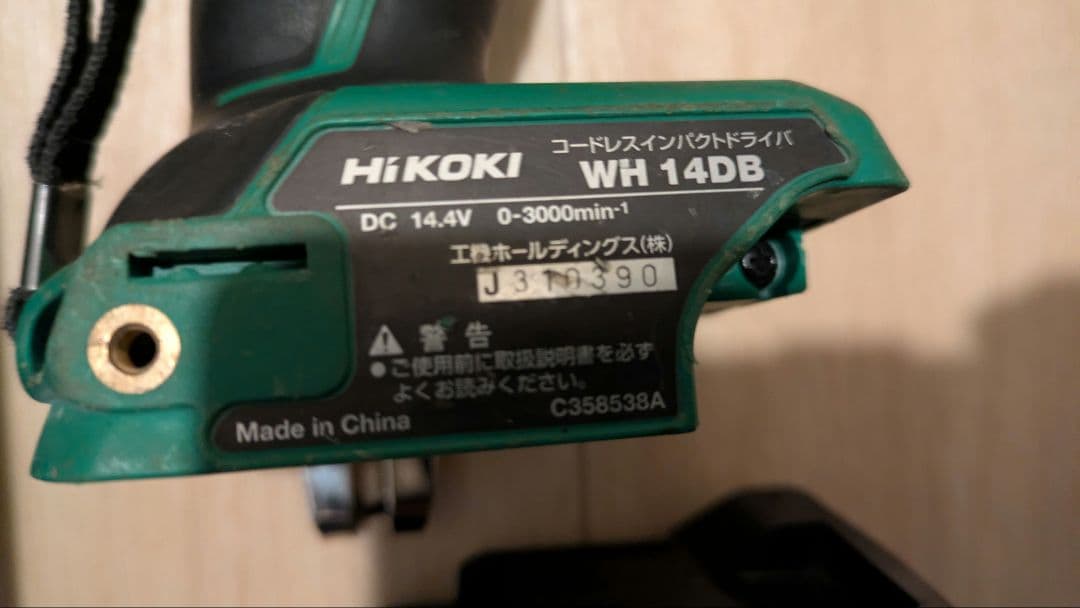 HiKOKI
コードレスインパクトドライバ
WH 14DB
DC 14.4V 0-3000min-1
工機ホールディングス(株)
J310390
警告
●ご使用前に取扱説明書を必ず
よくお読みください。
C358538A
Made in China